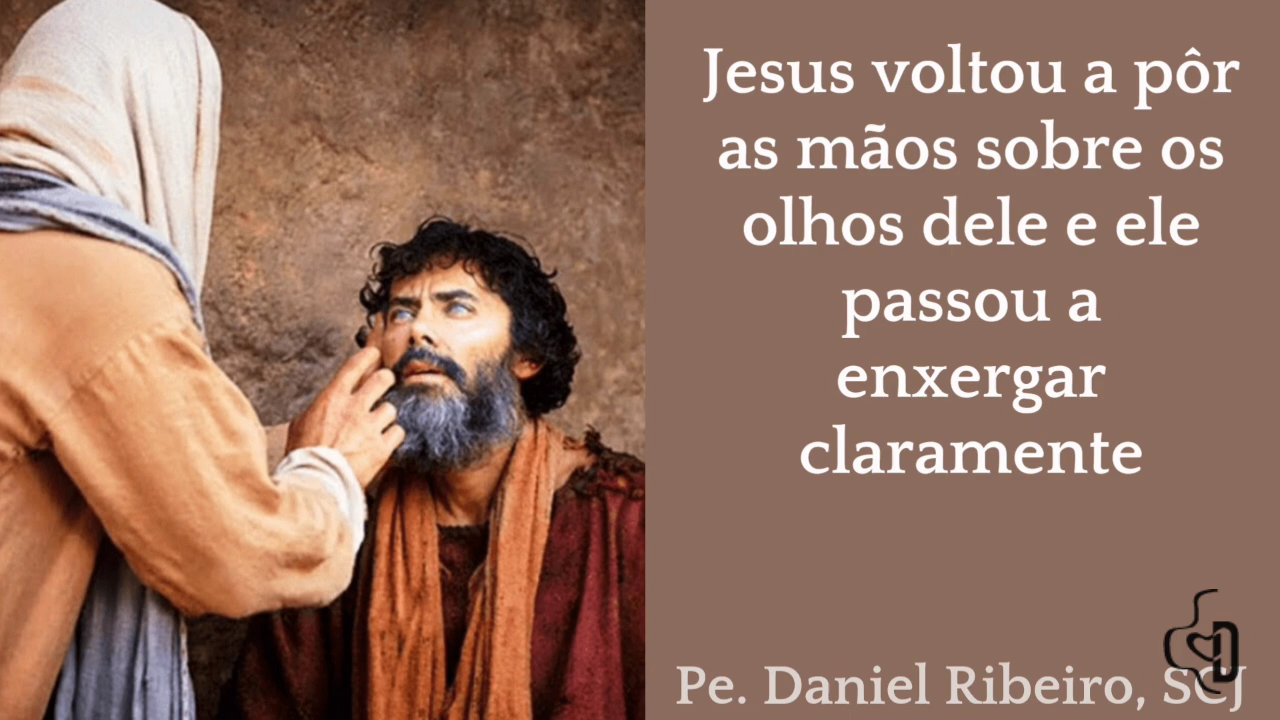 Jesus voltou a pôr
as mãos sobre os
olhos dele e ele
passou a
enxergar
claramente
Pe. Daniel Ribeiro, SCJ